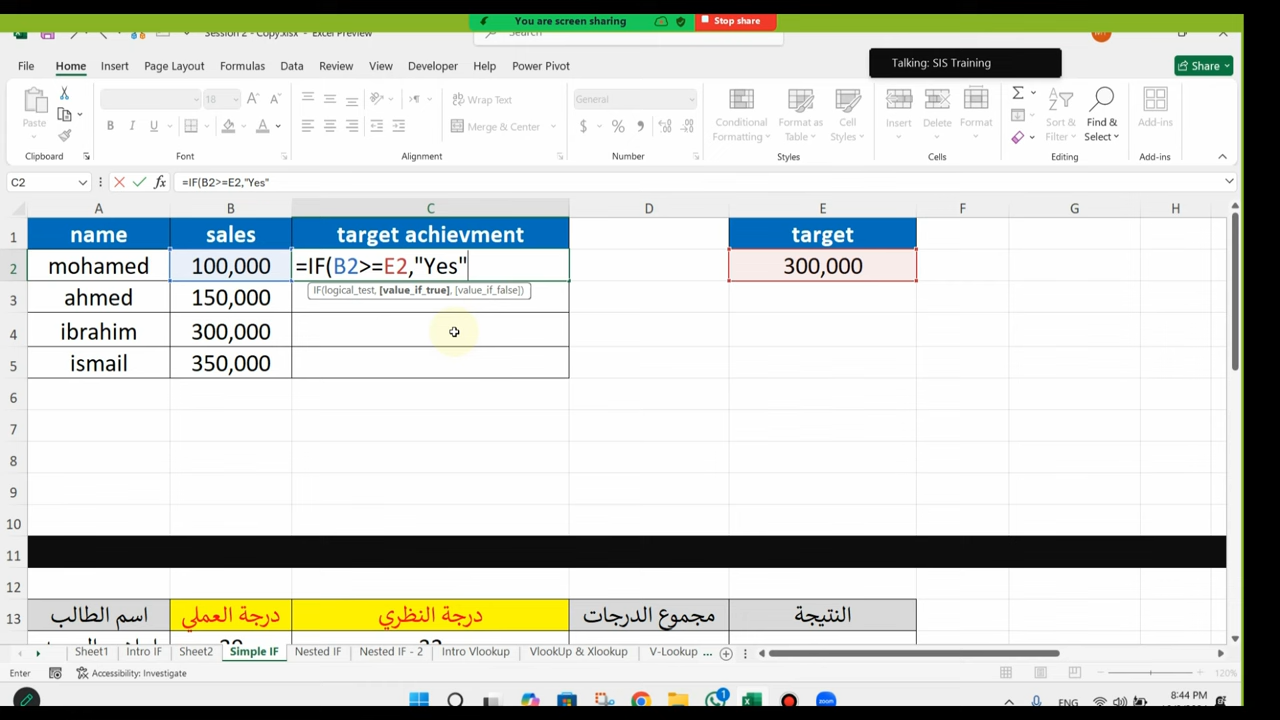 You are screen sharing Stop share
Session 2 - Copy.xlsx - Excel Preview Search
Talking: SIS Training
File Home Insert Page Layout Formulas Data Review View Developer Help Power Pivot Share
Paste 18 A A Wrap Text General Conditional Formatting Format as Table Cell Styles Insert Delete Format Sort & Filter Find & Select Add-ins
B I U A Merge & Center $ %
Clipboard Font Alignment Number Styles Cells Editing Add-ins
C2 fx =IF(B2>=E2,"Yes"
A B C D E F G H
1 name sales target achievment target
2 mohamed 100,000 =IF(B2>=E2,"Yes" 300,000
3 ahmed 150,000 IF(logical_test, [value_if_true], [value_if_false])
4 ibrahim 300,000
5 ismail 350,000
6
7
8
9
10
11
12
13 اسم الطالب درجة العملي درجة النظري مجموع الدرجات النتيجة
Sheet1 Intro IF Sheet2 Simple IF Nested IF Nested IF - 2 Intro Vlookup VlookUp & Xlookup V-Lookup ...
Enter Accessibility: Investigate 120%
1 ENG 8:44 PM